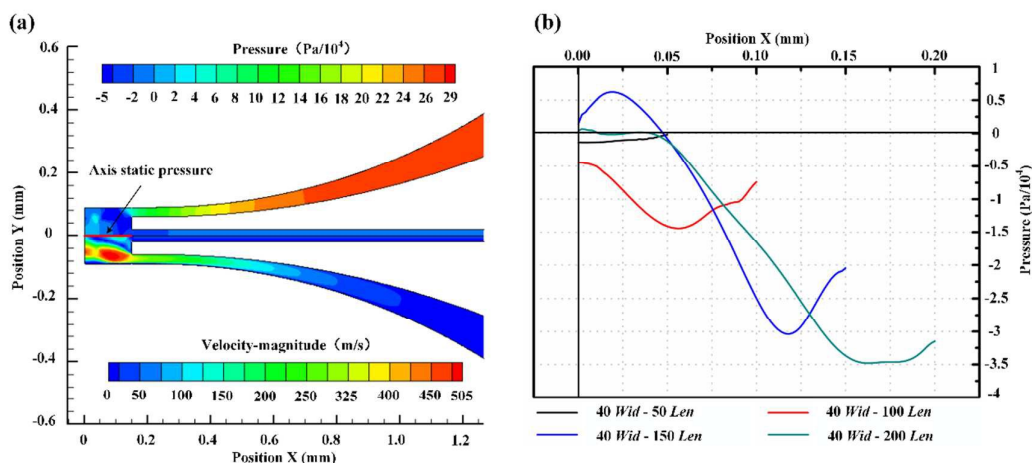 (a)
0.6
0.4
0.2
0
-0.2
-0.4
-0.6
Position Y (mm)
Pressure（Pa/10⁴）
-5 -2 0 2 4 6 8 10 12 14 16 18 20 22 24 26 29
Axis static pressure
Velocity-magnitude（m/s）
0 50 100 150 200 250 325 400 450 505
0 0.2 0.4 0.6 0.8 1.0 1.2
Position X (mm)
(b)
Position X (mm)
0.00 0.05 0.10 0.15 0.20
1
0.5
0
-0.5
-1
-1.5
-2
-2.5
-3
-3.5
-4
Pressure (Pa/10⁴)
40 Wid - 50 Len
40 Wid - 100 Len
40 Wid - 150 Len
40 Wid - 200 Len